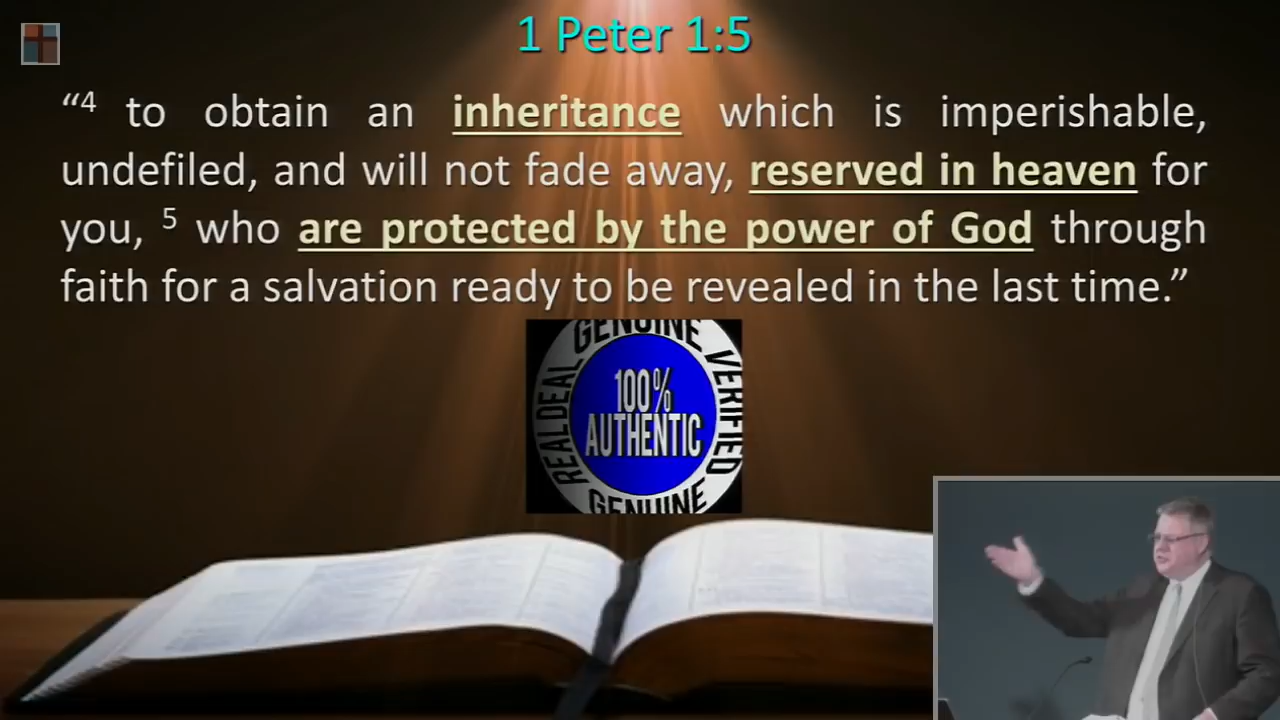 1 Peter 1:5
“4 to obtain an inheritance which is imperishable,
undefiled, and will not fade away, reserved in heaven for
you, 5 who are protected by the power of God through
faith for a salvation ready to be revealed in the last time.”
GENUINE
REAL DEAL
100%
AUTHENTIC
VERIFIED
GENUINE